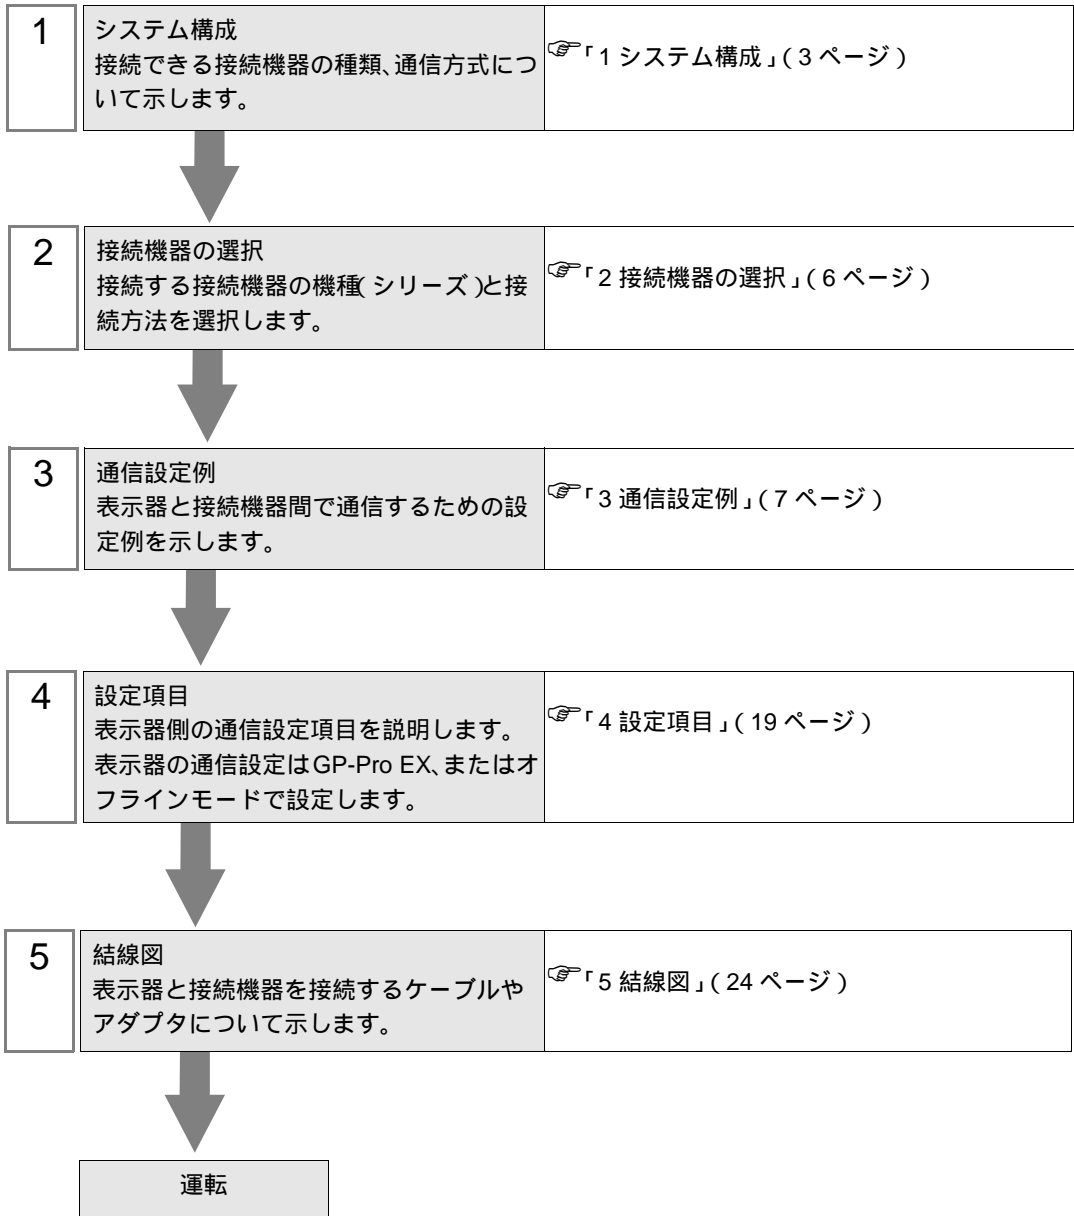 1
システム構成
接続できる接続機器の種類、通信方式につ
いて示します。
☞「1 システム構成」( 3 ページ )
2
接続機器の選択
接続する接続機器の機種( シリーズ )と接
続方法を選択します。
☞「2 接続機器の選択」( 6 ページ )
3
通信設定例
表示器と接続機器間で通信するための設
定例を示します。
☞「3 通信設定例」( 7 ページ )
4
設定項目
表示器側の通信設定項目を説明します。
表示器の通信設定は GP-Pro EX、またはオ
フラインモードで設定します。
☞「4 設定項目」( 19 ページ )
5
結線図
表示器と接続機器を接続するケーブルや
アダプタについて示します。
☞「5 結線図」( 24 ページ )
運転